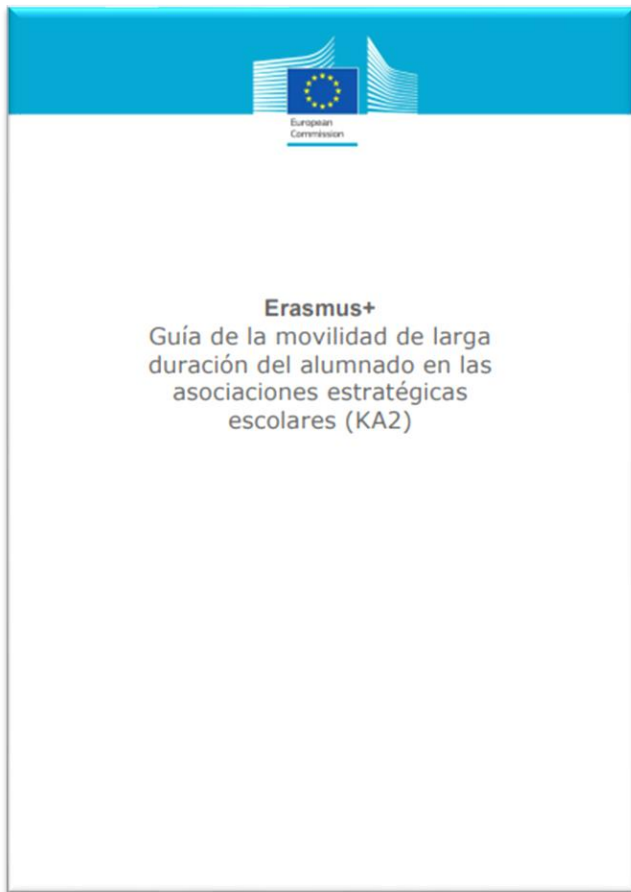 European
Commission
Erasmus+
Guía de la movilidad de larga
duración del alumnado en las
asociaciones estratégicas
escolares (KA2)